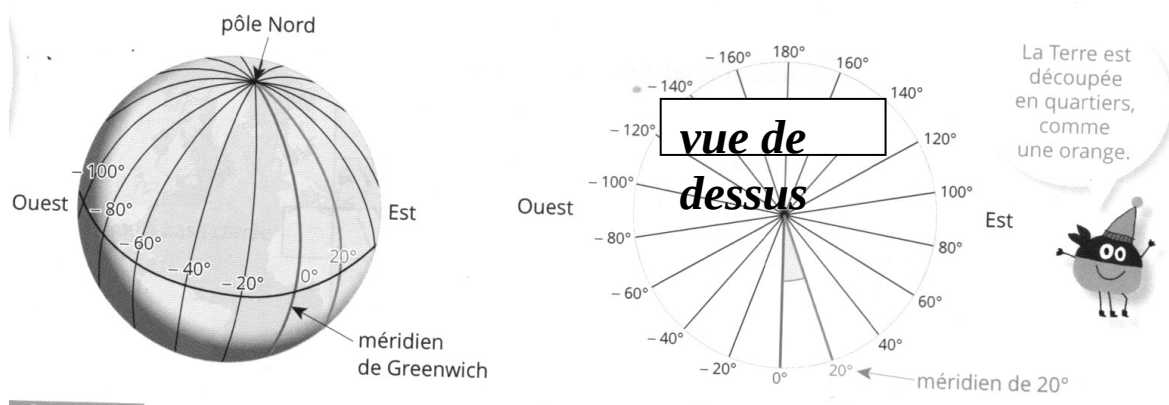 pôle Nord
– 100°
Ouest
– 80°
Est
– 60°
– 40°
– 20°
0°
20°
méridien
de Greenwich
– 160°
180°
160°
– 140°
140°
– 120°
120°
vue de
dessus
– 100°
100°
Ouest
Est
– 80°
80°
– 60°
60°
– 40°
40°
– 20°
0°
20°
méridien de 20°
La Terre est
découpée
en quartiers,
comme
une orange.